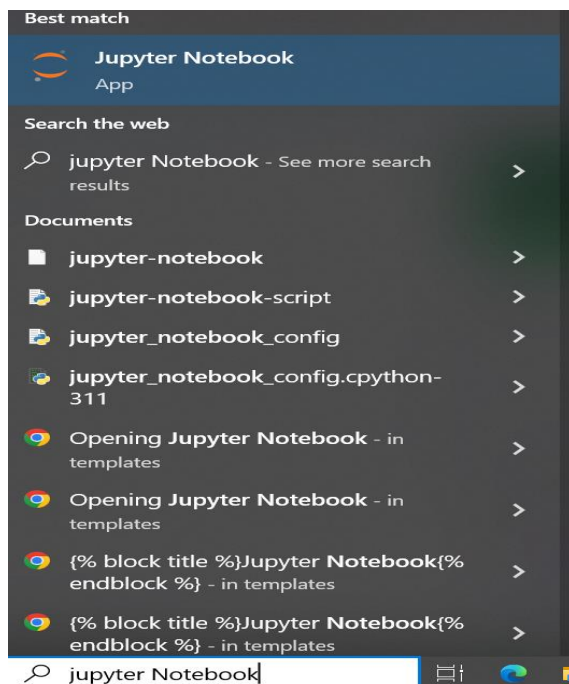 Best match
Jupyter Notebook
App
Search the web
jupyter Notebook - See more search
results
Documents
jupyter-notebook
jupyter-notebook-script
jupyter_notebook_config
jupyter_notebook_config.cpython-
311
Opening Jupyter Notebook - in
templates
Opening Jupyter Notebook - in
templates
{% block title %}Jupyter Notebook{%
endblock %} - in templates
{% block title %}Jupyter Notebook{%
endblock %} - in templates
jupyter Notebook